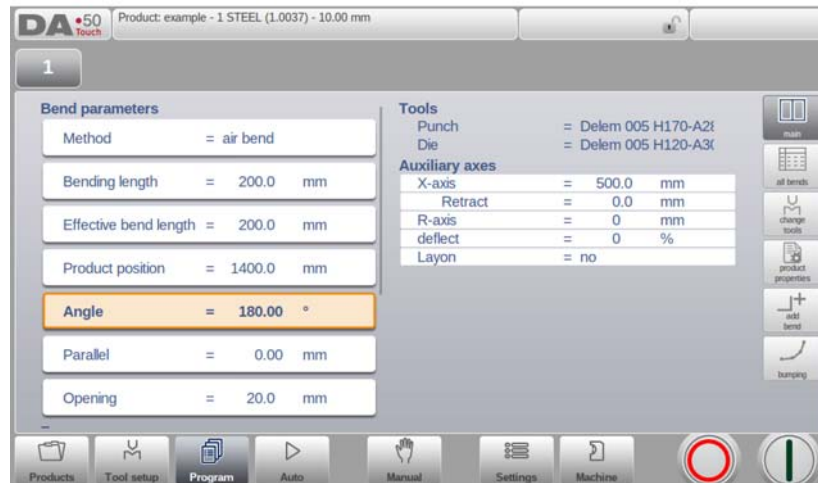 DA•50
Touch
Product: example - 1 STEEL (1.0037) - 10.00 mm
1
Bend parameters
Method = air bend
Bending length = 200.0 mm
Effective bend length = 200.0 mm
Product position = 1400.0 mm
Angle = 180.00 °
Parallel = 0.00 mm
Opening = 20.0 mm
Tools
Punch = Delem 005 H170-A28
Die = Delem 005 H120-A30
Auxiliary axes
X-axis = 500.0 mm
Retract = 0.0 mm
R-axis = 0 mm
deflect = 0 %
Layon = no
main
all bends
change
tools
product
properties
add
bend
bumping
Products
Tool setup
Program
Auto
Manual
Settings
Machine